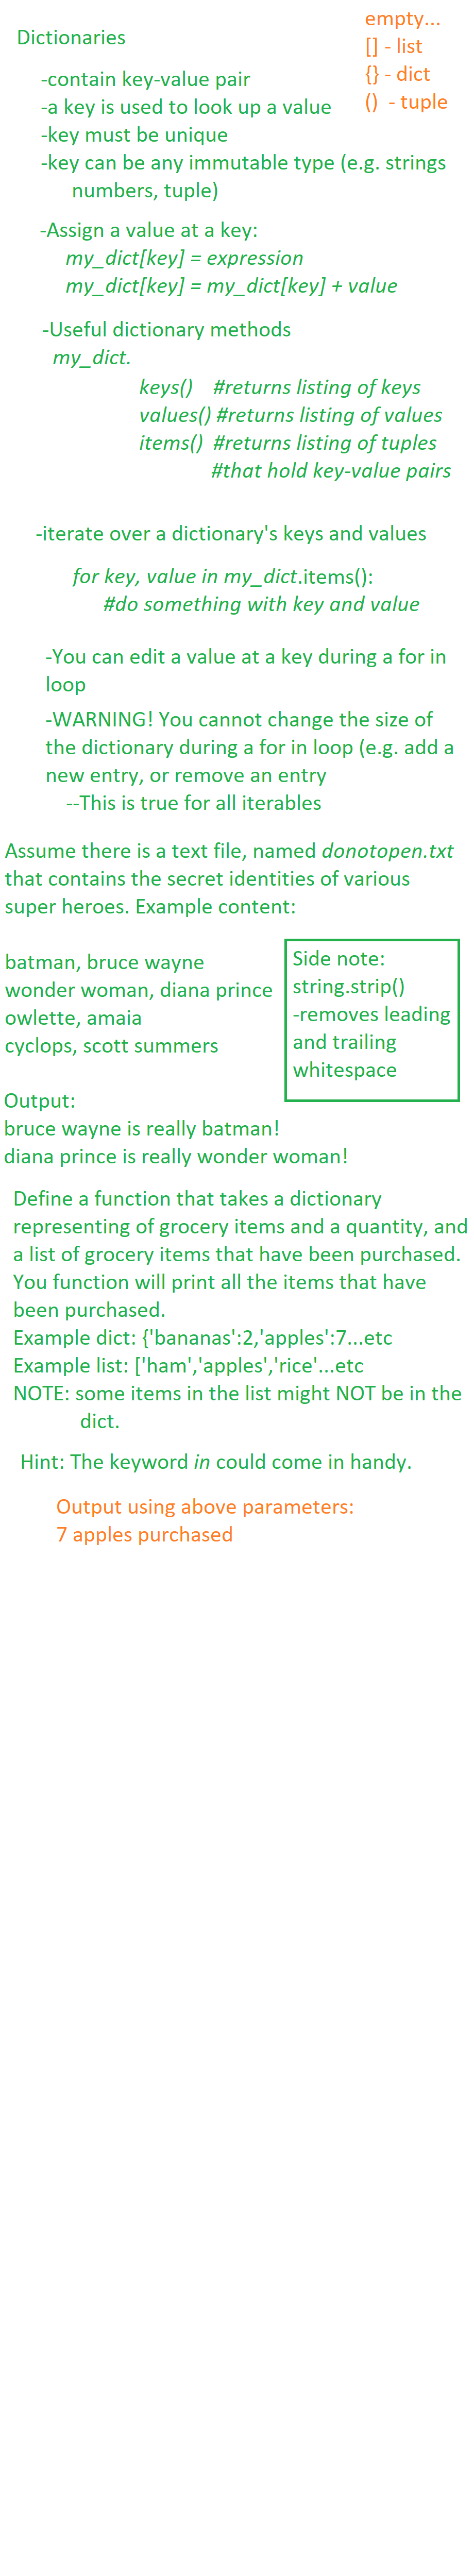 Dictionaries
empty...
[] - list
{} - dict
() - tuple
-contain key-value pair
-a key is used to look up a value
-key must be unique
-key can be any immutable type (e.g. strings
numbers, tuple)
-Assign a value at a key:
my_dict[key] = expression
my_dict[key] = my_dict[key] + value
-Useful dictionary methods
my_dict.
keys() #returns listing of keys
values() #returns listing of values
items() #returns listing of tuples
#that hold key-value pairs
-iterate over a dictionary's keys and values
for key, value in my_dict.items():
#do something with key and value
-You can edit a value at a key during a for in
loop
-WARNING! You cannot change the size of
the dictionary during a for in loop (e.g. add a
new entry, or remove an entry
--This is true for all iterables
Assume there is a text file, named donotopen.txt
that contains the secret identities of various
super heroes. Example content:
batman, bruce wayne
wonder woman, diana prince
owlette, amaia
cyclops, scott summers
Side note:
string.strip()
-removes leading
and trailing
whitespace
Output:
bruce wayne is really batman!
diana prince is really wonder woman!
Define a function that takes a dictionary
representing of grocery items and a quantity, and
a list of grocery items that have been purchased.
You function will print all the items that have
been purchased.
Example dict: {'bananas':2,'apples':7...etc
Example list: ['ham','apples','rice'...etc
NOTE: some items in the list might NOT be in the
dict.
Hint: The keyword in could come in handy.
Output using above parameters:
7 apples purchased